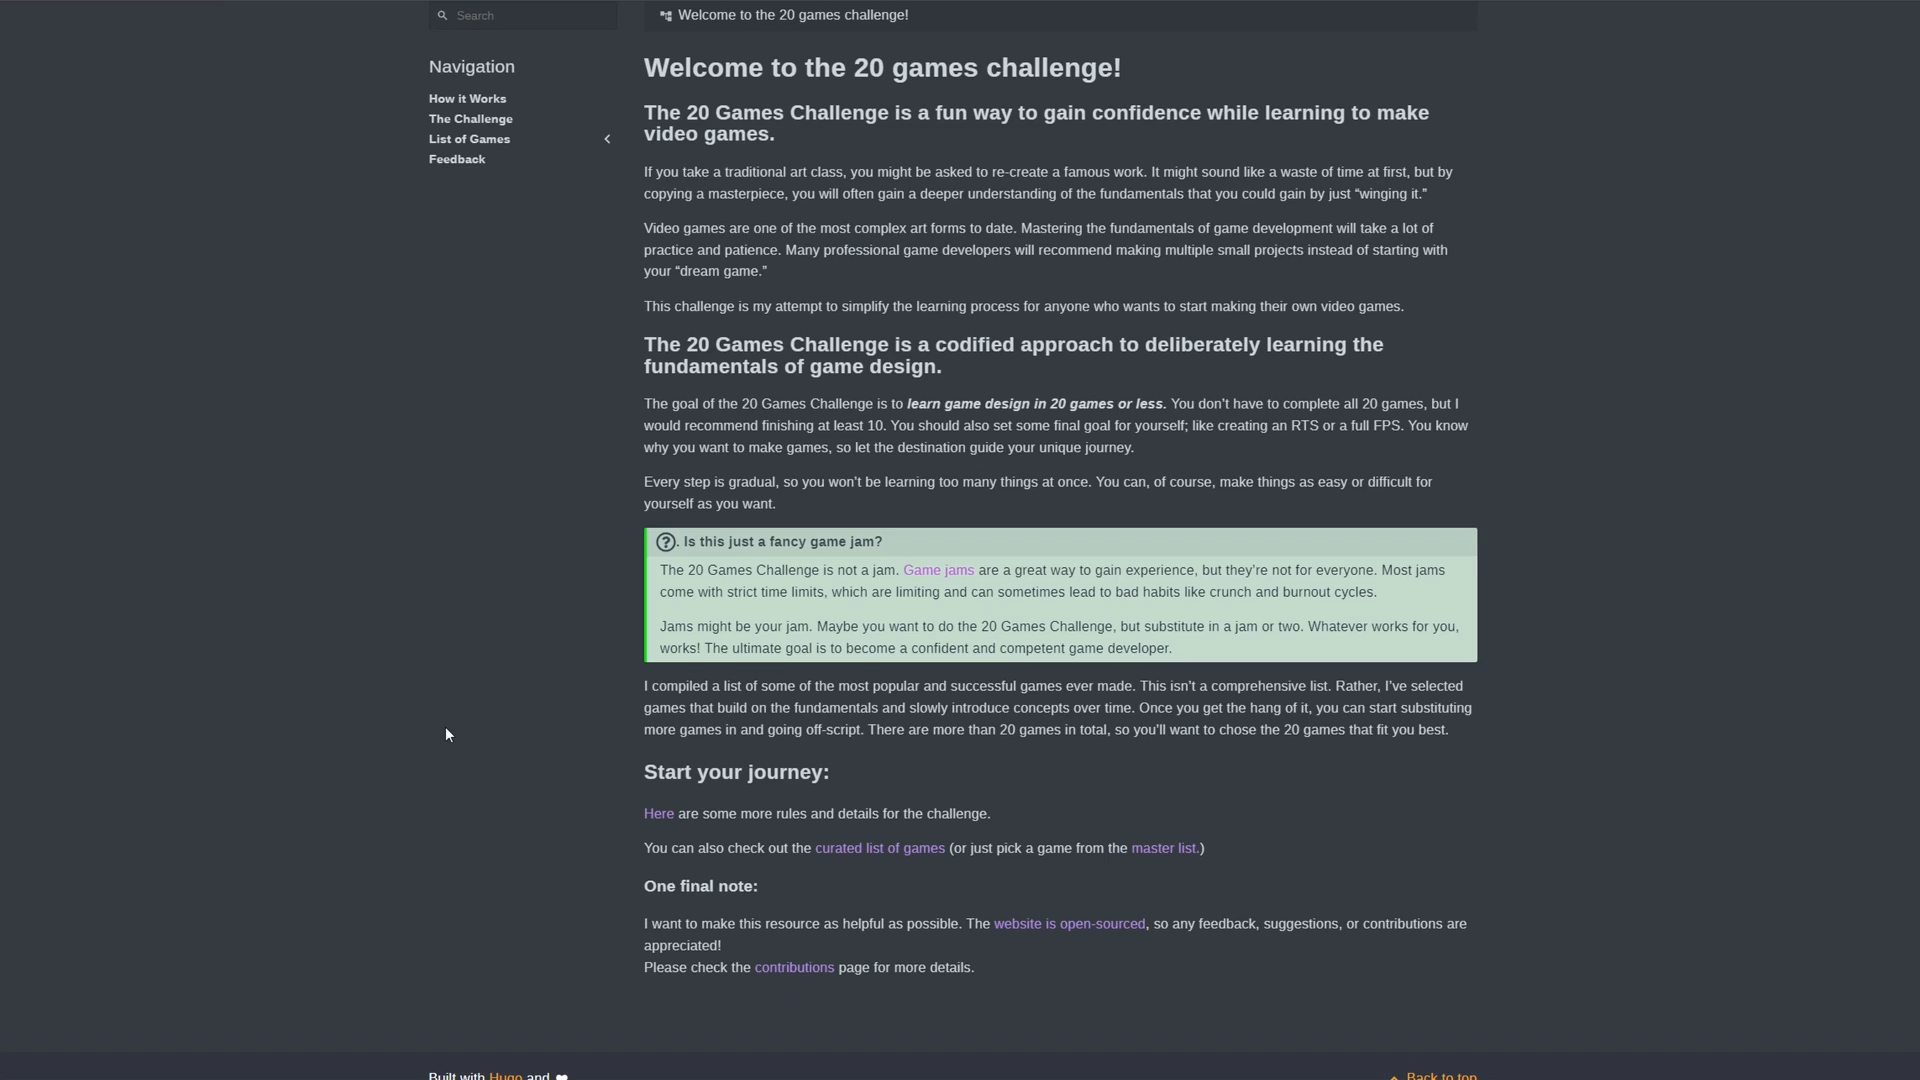 Search
Welcome to the 20 games challenge!
Navigation
How it Works
The Challenge
List of Games
Feedback
Welcome to the 20 games challenge!
The 20 Games Challenge is a fun way to gain confidence while learning to make
video games.
If you take a traditional art class, you might be asked to re-create a famous work. It might sound like a waste of time at first, but by
copying a masterpiece, you will often gain a deeper understanding of the fundamentals that you could gain by just “winging it.”
Video games are one of the most complex art forms to date. Mastering the fundamentals of game development will take a lot of
practice and patience. Many professional game developers will recommend making multiple small projects instead of starting with
your “dream game.”
This challenge is my attempt to simplify the learning process for anyone who wants to start making their own video games.
The 20 Games Challenge is a codified approach to deliberately learning the
fundamentals of game design.
The goal of the 20 Games Challenge is to learn game design in 20 games or less. You don’t have to complete all 20 games, but I
would recommend finishing at least 10. You should also set some final goal for yourself; like creating an RTS or a full FPS. You know
why you want to make games, so let the destination guide your unique journey.
Every step is gradual, so you won’t be learning too many things at once. You can, of course, make things as easy or difficult for
yourself as you want.
?. Is this just a fancy game jam?
The 20 Games Challenge is not a jam. Game jams are a great way to gain experience, but they’re not for everyone. Most jams
come with strict time limits, which are limiting and can sometimes lead to bad habits like crunch and burnout cycles.
Jams might be your jam. Maybe you want to do the 20 Games Challenge, but substitute in a jam or two. Whatever works for you,
works! The ultimate goal is to become a confident and competent game developer.
I compiled a list of some of the most popular and successful games ever made. This isn’t a comprehensive list. Rather, I’ve selected
games that build on the fundamentals and slowly introduce concepts over time. Once you get the hang of it, you can start substituting
more games in and going off-script. There are more than 20 games in total, so you’ll want to chose the 20 games that fit you best.
Start your journey:
Here are some more rules and details for the challenge.
You can also check out the curated list of games (or just pick a game from the master list.)
One final note:
I want to make this resource as helpful as possible. The website is open-sourced, so any feedback, suggestions, or contributions are
appreciated!
Please check the contributions page for more details.
Built with Hugo and
Back to top